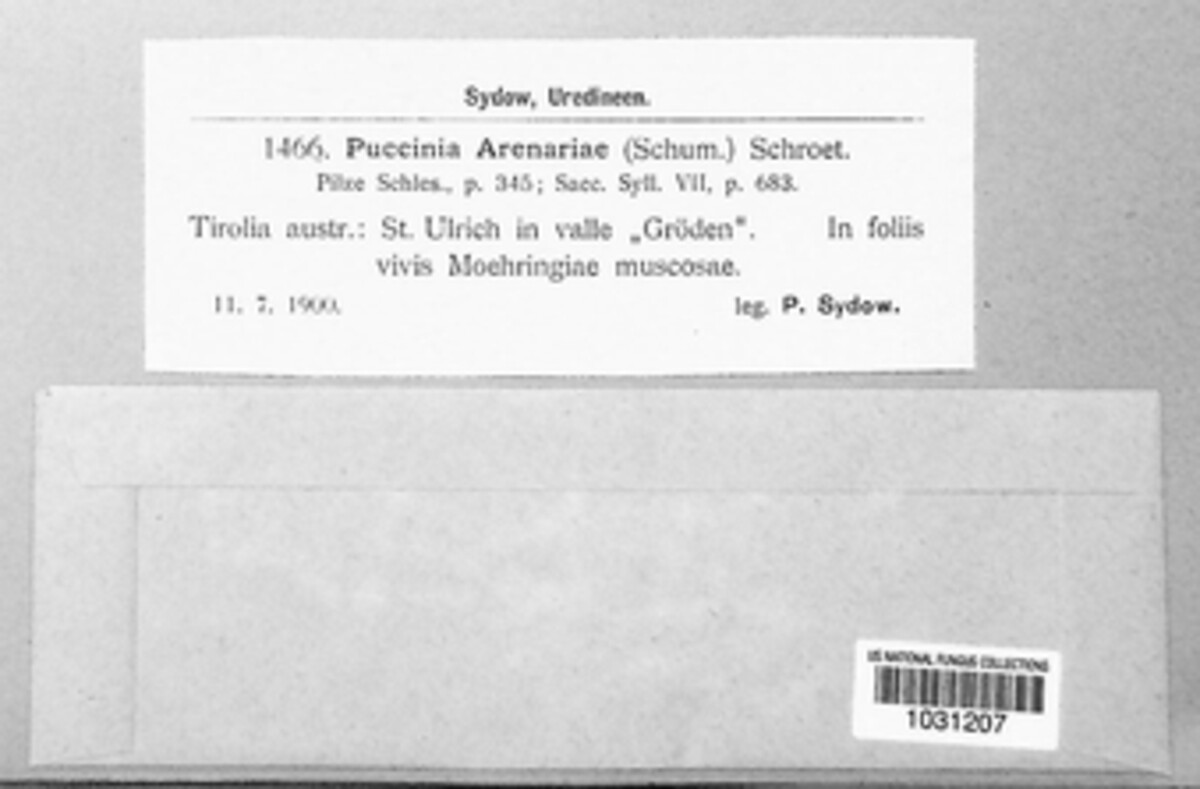 Sydow, Uredineen.
1466. Puccinia Arenariae (Schum.) Schroet.
Pilze Schles., p. 345; Sacc. Syll. VII, p. 683.
Tirolia austr.: St. Ulrich in valle „Gröden“. In foliis
vivis Moehringiae muscosae.
11. 7. 1900. leg. P. Sydow.
US NATIONAL FUNGUS COLLECTIONS
1031207